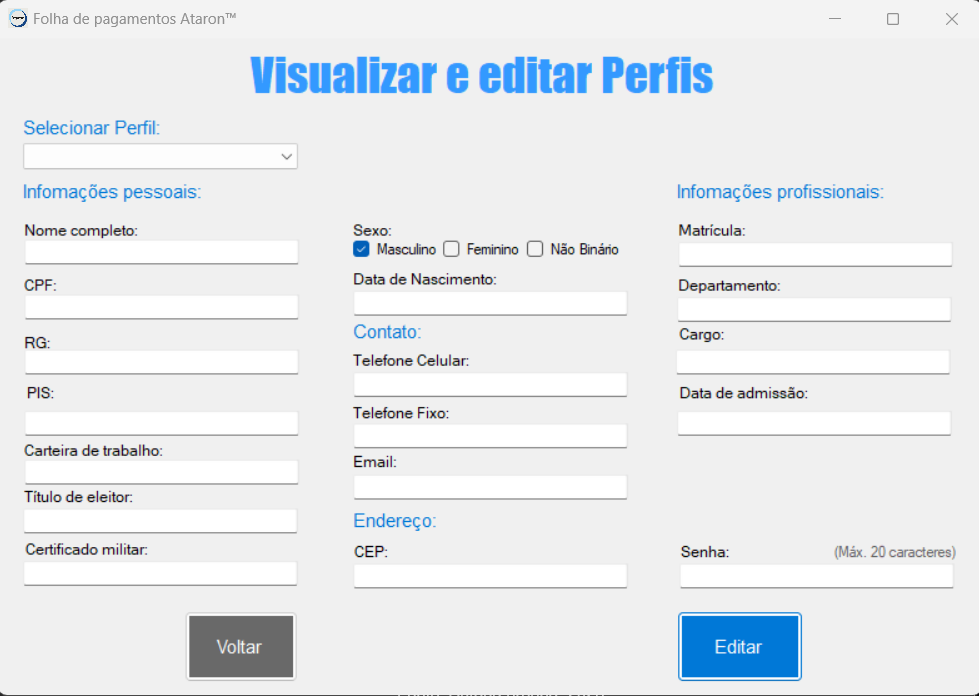 Folha de pagamentos Ataron™
Visualizar e editar Perfis
Selecionar Perfil:
Infomações pessoais:
Nome completo:
CPF:
RG:
PIS:
Carteira de trabalho:
Título de eleitor:
Certificado militar:
Sexo:
Masculino Feminino Não Binário
Data de Nascimento:
Contato:
Telefone Celular:
Telefone Fixo:
Email:
Endereço:
CEP:
Infomações profissionais:
Matrícula:
Departamento:
Cargo:
Data de admissão:
Senha: (Máx. 20 caracteres)
Voltar
Editar